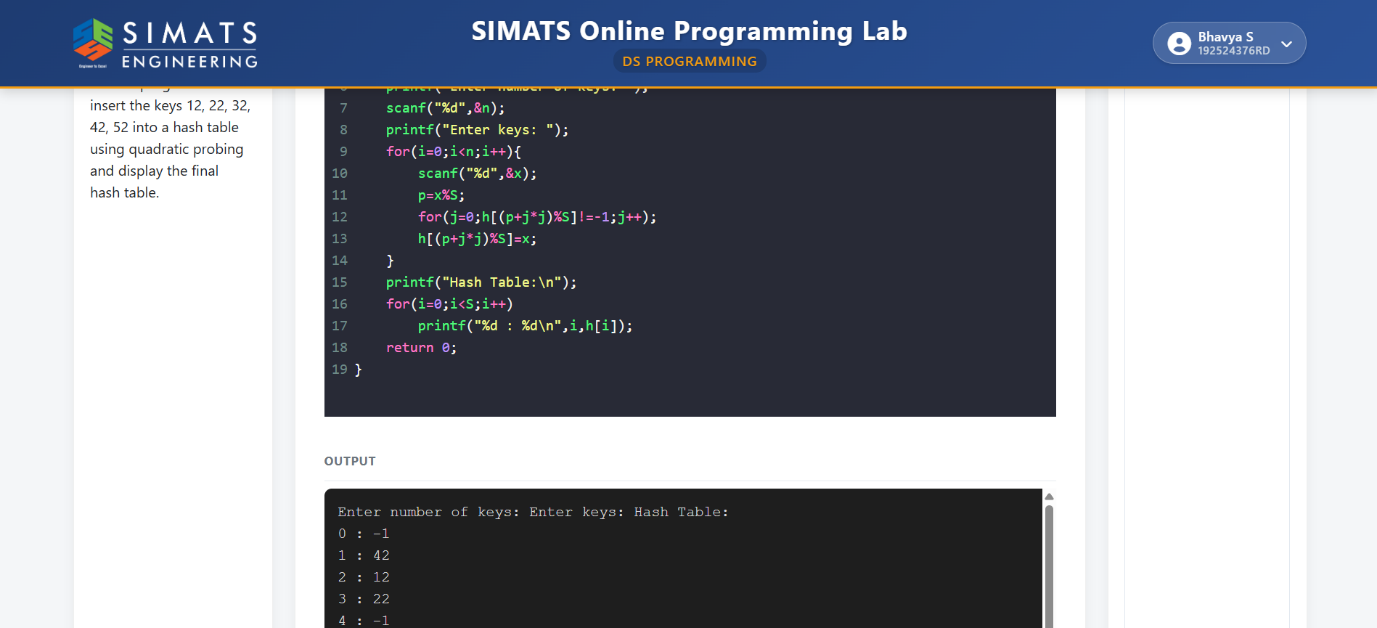 SIMATS
ENGINEERING
Engineer to Excel
SIMATS Online Programming Lab
DS PROGRAMMING
Bhavya S
192524376RD
insert the keys 12, 22, 32,
42, 52 into a hash table
using quadratic probing
and display the final
hash table.
7 scanf("%d",&n);
8 printf("Enter keys: ");
9 for(i=0;i<n;i++){
10 scanf("%d",&x);
11 p=x%S;
12 for(j=0;h[(p+j*j)%S]!=-1;j++);
13 h[(p+j*j)%S]=x;
14 }
15 printf("Hash Table:\n");
16 for(i=0;i<S;i++)
17 printf("%d : %d\n",i,h[i]);
18 return 0;
19 }
OUTPUT
Enter number of keys: Enter keys: Hash Table:
0 : -1
1 : 42
2 : 12
3 : 22
4 : -1